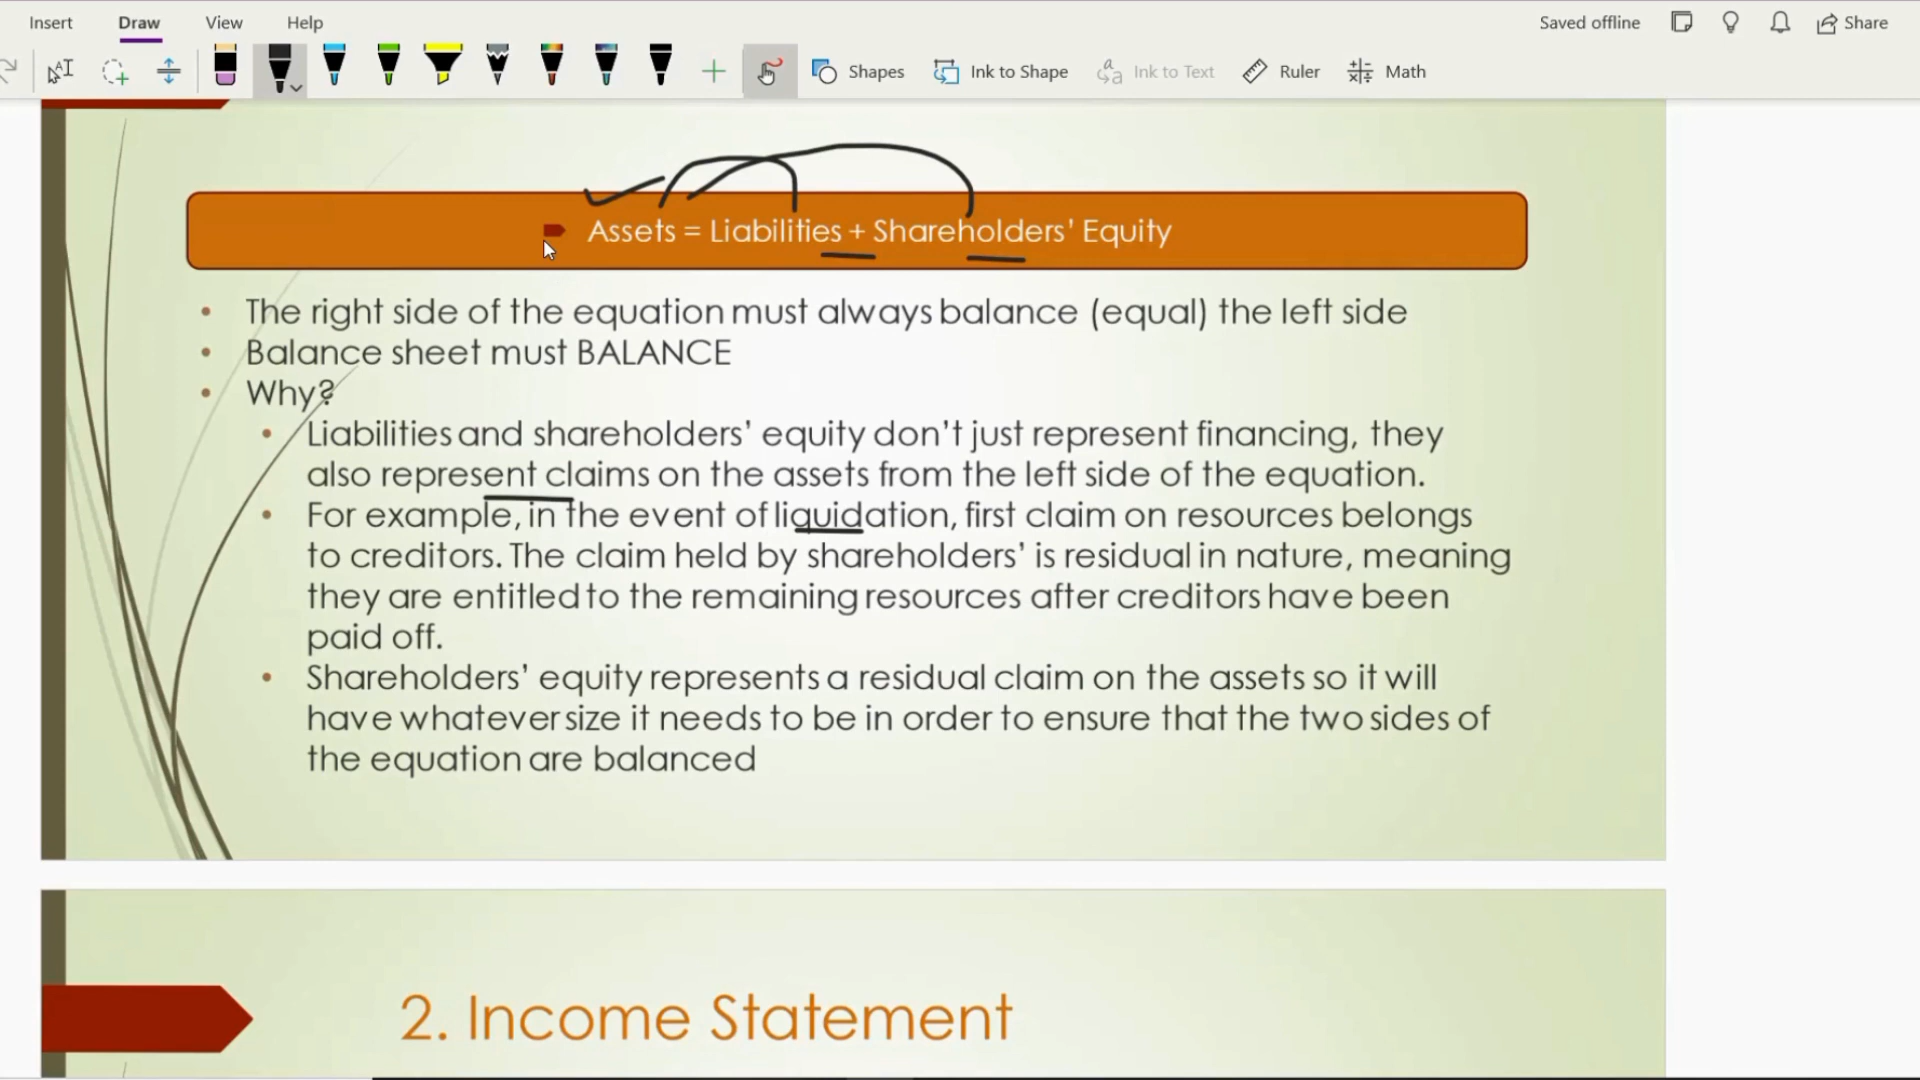 Insert Draw View Help Saved offline Share
Shapes Ink to Shape Ink to Text Ruler Math
Assets = Liabilities + Shareholders’ Equity
• The right side of the equation must always balance (equal) the left side
• Balance sheet must BALANCE
• Why?
• Liabilities and shareholders’ equity don’t just represent financing, they
also represent claims on the assets from the left side of the equation.
• For example, in the event of liquidation, first claim on resources belongs
to creditors. The claim held by shareholders’ is residual in nature, meaning
they are entitled to the remaining resources after creditors have been
paid off.
• Shareholders’ equity represents a residual claim on the assets so it will
have whatever size it needs to be in order to ensure that the two sides of
the equation are balanced
2. Income Statement